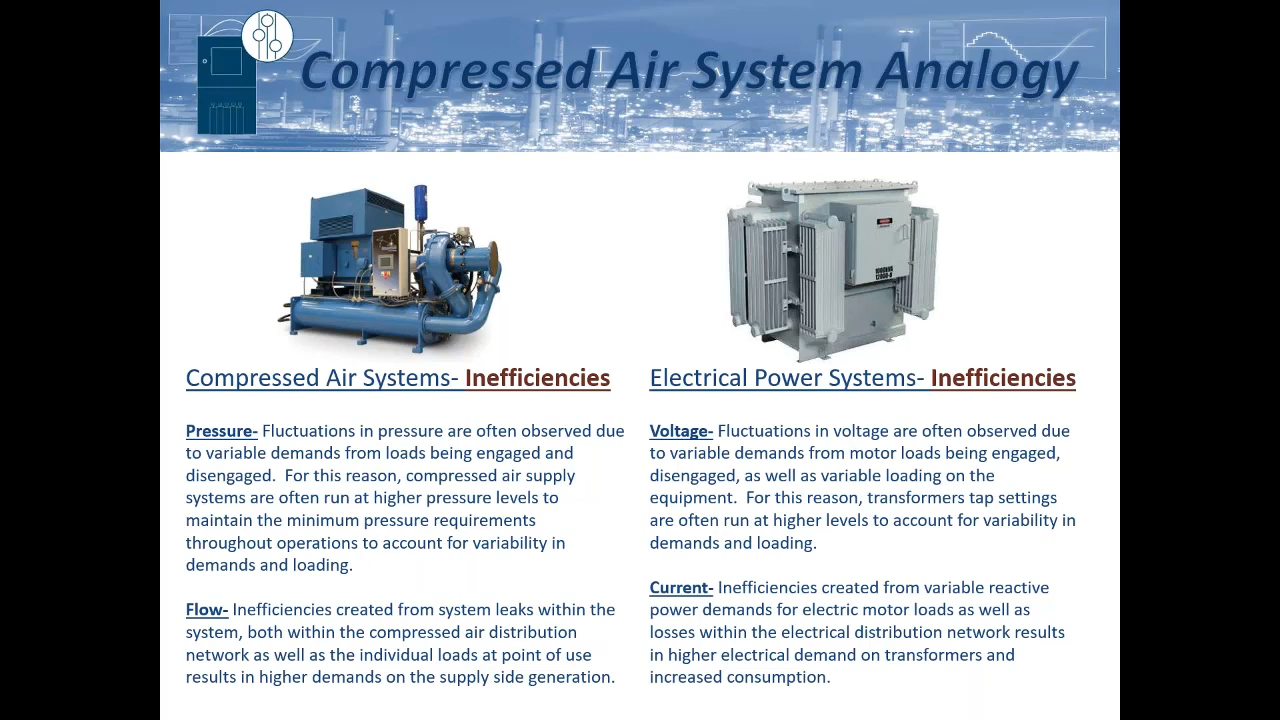 Compressed Air System Analogy
Compressed Air Systems- Inefficiencies
Pressure- Fluctuations in pressure are often observed due
to variable demands from loads being engaged and
disengaged.  For this reason, compressed air supply
systems are often run at higher pressure levels to
maintain the minimum pressure requirements
throughout operations to account for variability in
demands and loading.
Flow- Inefficiencies created from system leaks within the
system, both within the compressed air distribution
network as well as the individual loads at point of use
results in higher demands on the supply side generation.
Electrical Power Systems- Inefficiencies
Voltage- Fluctuations in voltage are often observed due
to variable demands from motor loads being engaged,
disengaged, as well as variable loading on the
equipment.  For this reason, transformers tap settings
are often run at higher levels to account for variability in
demands and loading.
Current- Inefficiencies created from variable reactive
power demands for electric motor loads as well as
losses within the electrical distribution network results
in higher electrical demand on transformers and
increased consumption.